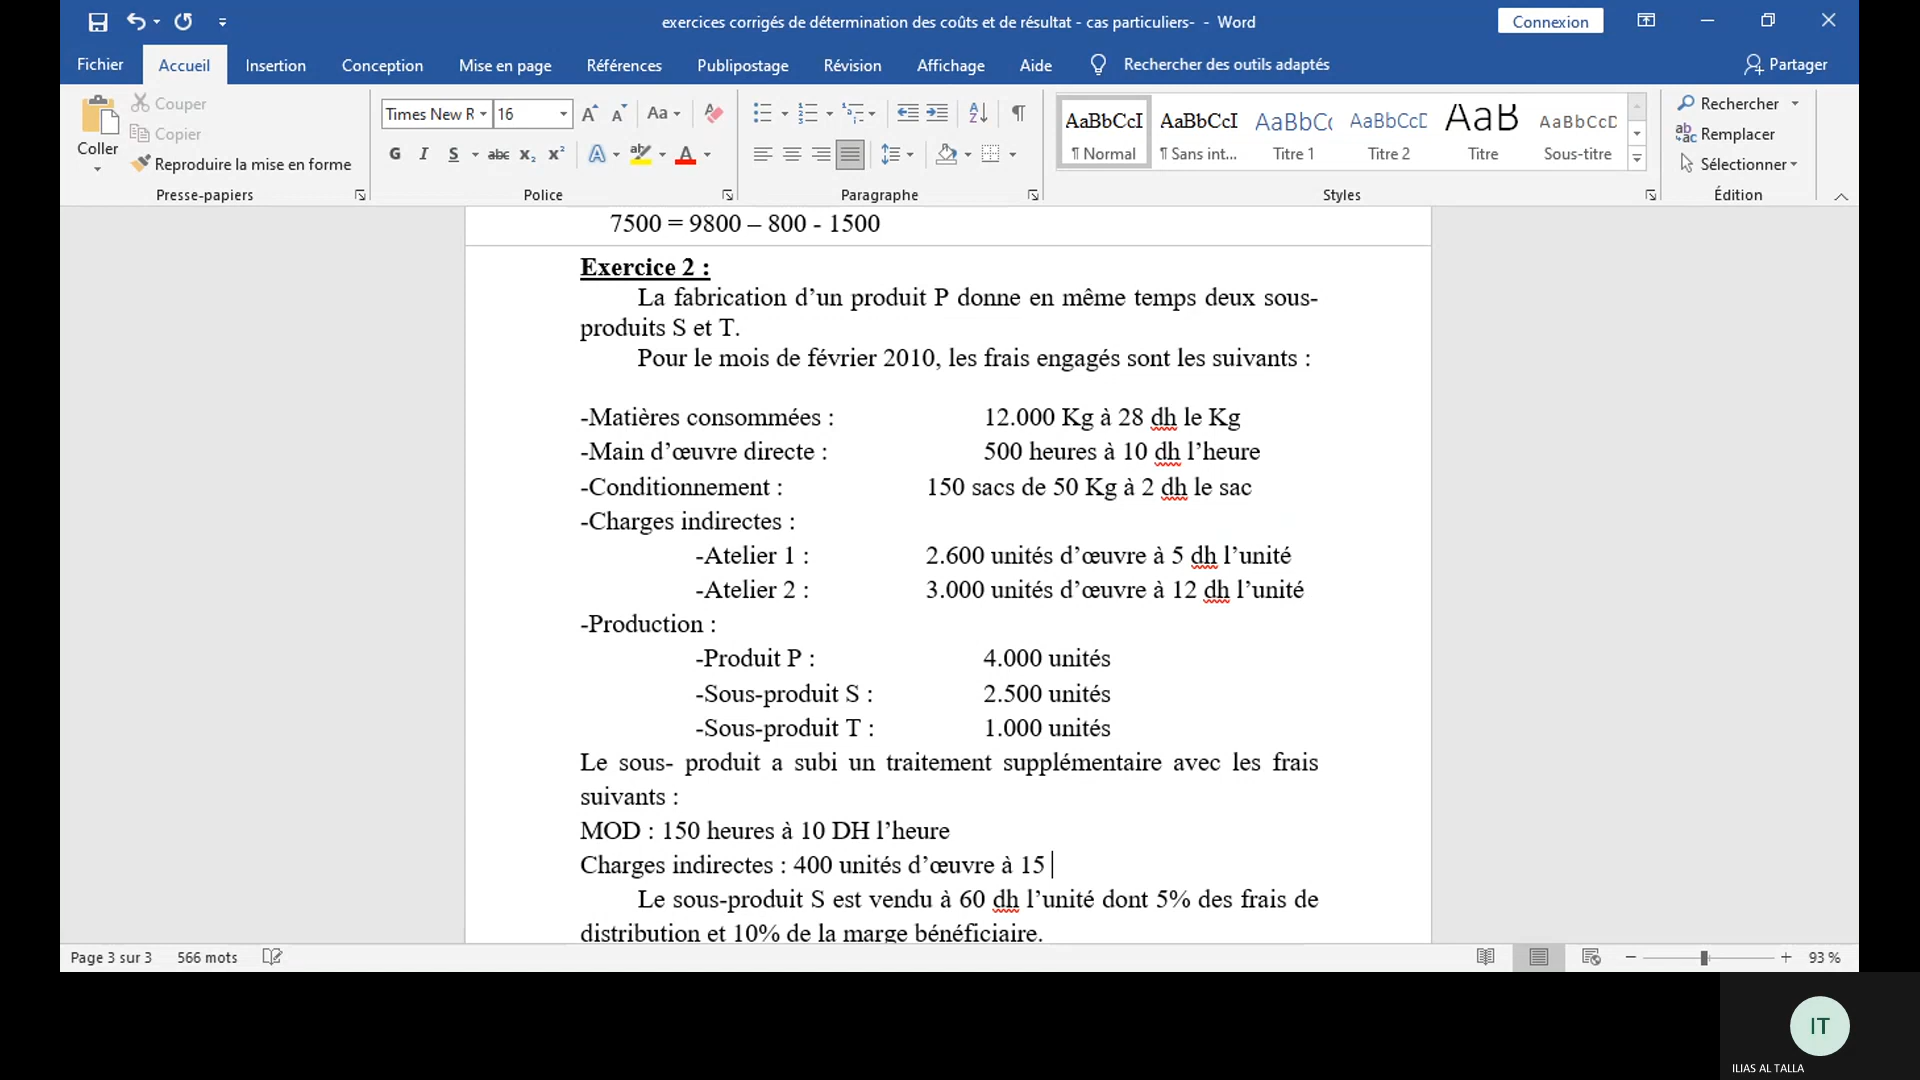 exercices corrigés de détermination des coûts et de résultat - cas particuliers- - Word
Connexion
Fichier
Accueil
Insertion
Conception
Mise en page
Références
Publipostage
Révision
Affichage
Aide
Rechercher des outils adaptés
Partager
Coller
Couper
Copier
Reproduire la mise en forme
Presse-papiers
Times New R
16
Aa
G I S abc x₂ x²
A
A
Police
Paragraphe
AaBbCcI
¶ Normal
AaBbCcI
¶ Sans int...
AaBbCc
Titre 1
AaBbCcD
Titre 2
AaB
Titre
AaBbCcD
Sous-titre
Styles
Rechercher
Remplacer
Sélectionner
Édition
7500 = 9800 – 800 - 1500
Exercice 2 :
La fabrication d’un produit P donne en même temps deux sous-
produits S et T.
Pour le mois de février 2010, les frais engagés sont les suivants :
-Matières consommées : 12.000 Kg à 28 dh le Kg
-Main d’œuvre directe : 500 heures à 10 dh l’heure
-Conditionnement : 150 sacs de 50 Kg à 2 dh le sac
-Charges indirectes :
-Atelier 1 : 2.600 unités d’œuvre à 5 dh l’unité
-Atelier 2 : 3.000 unités d’œuvre à 12 dh l’unité
-Production :
-Produit P : 4.000 unités
-Sous-produit S : 2.500 unités
-Sous-produit T : 1.000 unités
Le sous- produit a subi un traitement supplémentaire avec les frais
suivants :
MOD : 150 heures à 10 DH l’heure
Charges indirectes : 400 unités d’œuvre à 15
Le sous-produit S est vendu à 60 dh l’unité dont 5% des frais de
distribution et 10% de la marge bénéficiaire.
Page 3 sur 3
566 mots
93 %
IT
ILIAS AL TALLA